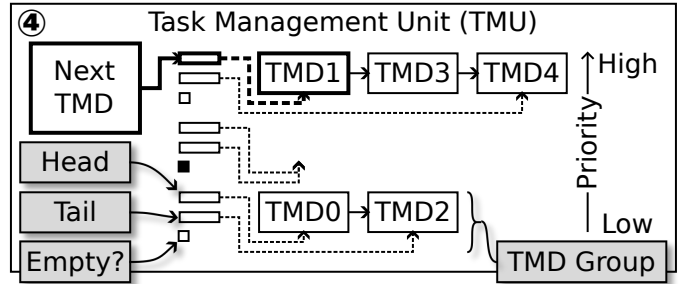 ④ Task Management Unit (TMU)
Next
TMD
TMD1 TMD3 TMD4
High
Priority
Low
Head
Tail
Empty?
TMD0 TMD2
TMD Group